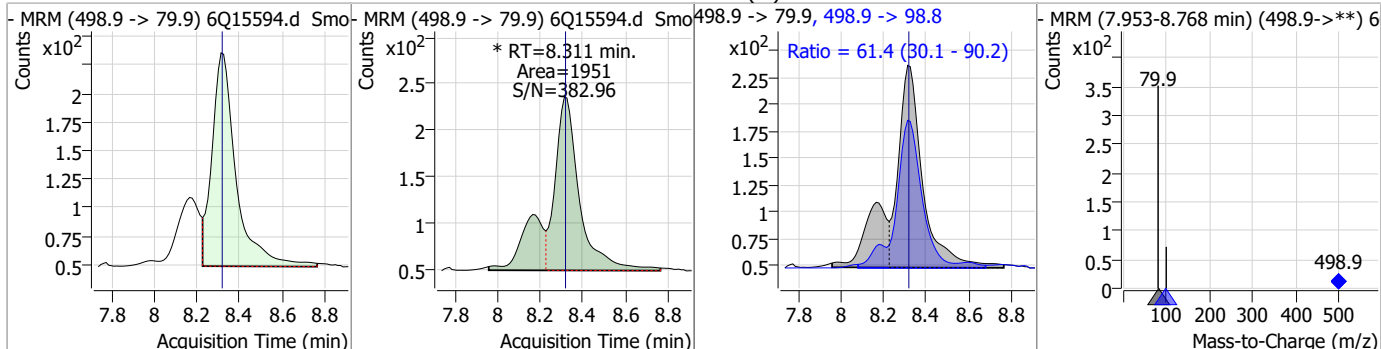 - MRM (498.9 -> 79.9) 6Q15594.d Smo
Counts
x10²
2
1.75
1.5
1.25
1
0.75
0.5
7.8 8 8.2 8.4 8.6 8.8
Acquisition Time (min)
- MRM (498.9 -> 79.9) 6Q15594.d Smo
Counts
x10²
* RT=8.311 min.
Area=1951
S/N=382.96
2.5
2
1.5
1
0.5
7.8 8 8.2 8.4 8.6 8.8
Acquisition Time (min)
498.9 -> 79.9, 498.9 -> 98.8
x10²
Ratio = 61.4 (30.1 - 90.2)
2.25
2
1.75
1.5
1.25
1
0.75
0.5
7.8 8 8.2 8.4 8.6 8.8
Acquisition Time (min)
- MRM (7.953-8.768 min) (498.9->**) 6
Counts
x10²
79.9
3.5
3
2.5
2
1.5
1
0.5
0
498.9
100 200 300 400 500
Mass-to-Charge (m/z)